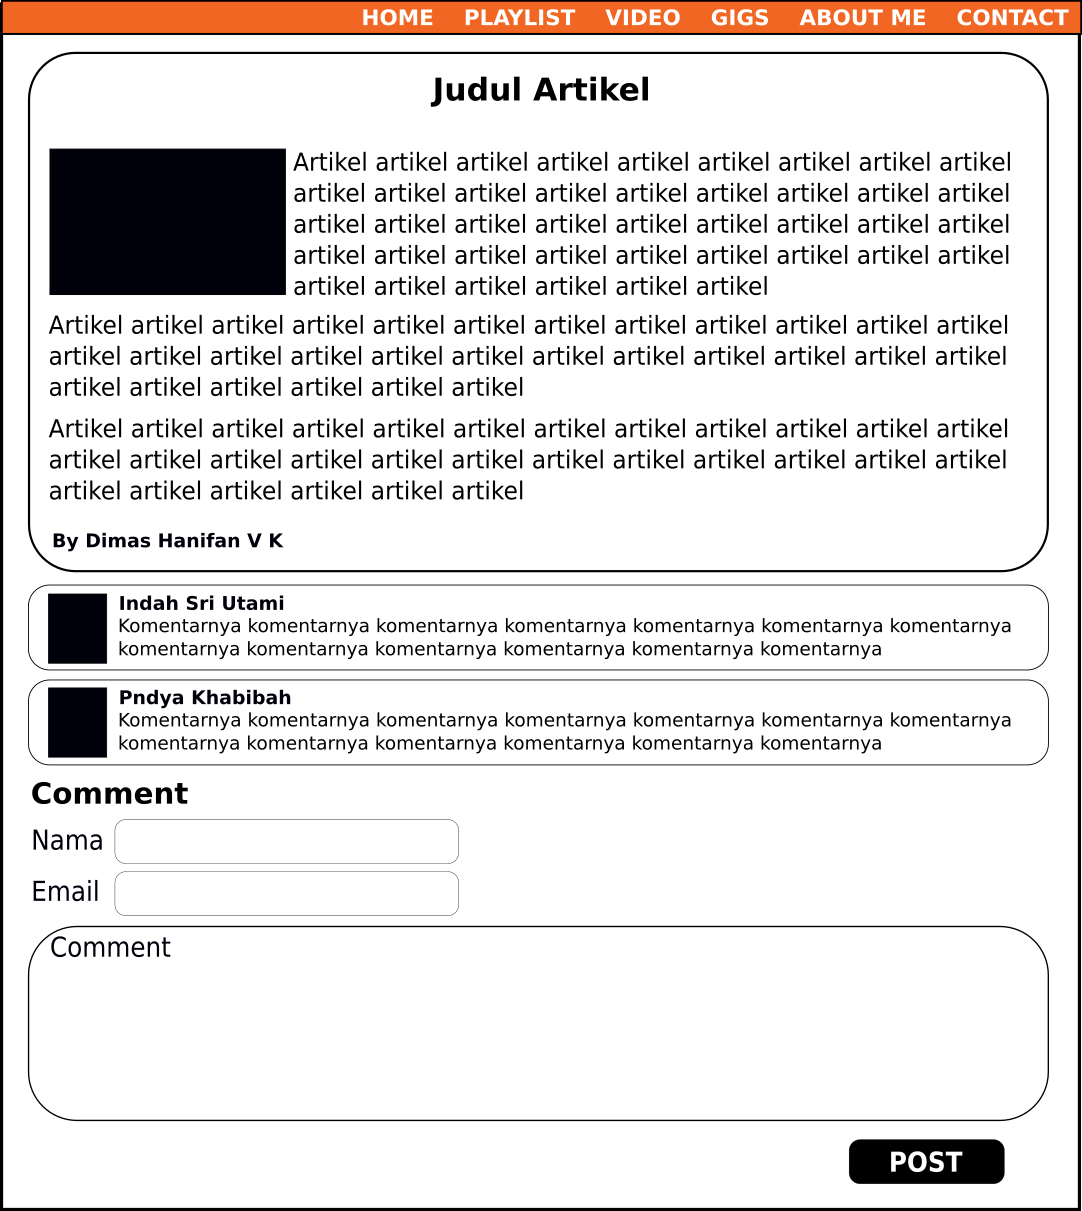 HOME PLAYLIST VIDEO GIGS ABOUT ME CONTACT
Judul Artikel
Artikel artikel artikel artikel artikel artikel artikel artikel artikel
artikel artikel artikel artikel artikel artikel artikel artikel artikel
artikel artikel artikel artikel artikel artikel artikel artikel artikel
artikel artikel artikel artikel artikel artikel artikel artikel artikel
artikel artikel artikel artikel artikel artikel
Artikel artikel artikel artikel artikel artikel artikel artikel artikel artikel artikel artikel
artikel artikel artikel artikel artikel artikel artikel artikel artikel artikel artikel artikel
artikel artikel artikel artikel artikel artikel
Artikel artikel artikel artikel artikel artikel artikel artikel artikel artikel artikel artikel
artikel artikel artikel artikel artikel artikel artikel artikel artikel artikel artikel artikel
artikel artikel artikel artikel artikel artikel
By Dimas Hanifan V K
Indah Sri Utami
Komentarnya komentarnya komentarnya komentarnya komentarnya komentarnya komentarnya
komentarnya komentarnya komentarnya komentarnya komentarnya komentarnya
Pndya Khabibah
Komentarnya komentarnya komentarnya komentarnya komentarnya komentarnya komentarnya
komentarnya komentarnya komentarnya komentarnya komentarnya komentarnya
Comment
Nama
Email
Comment
POST